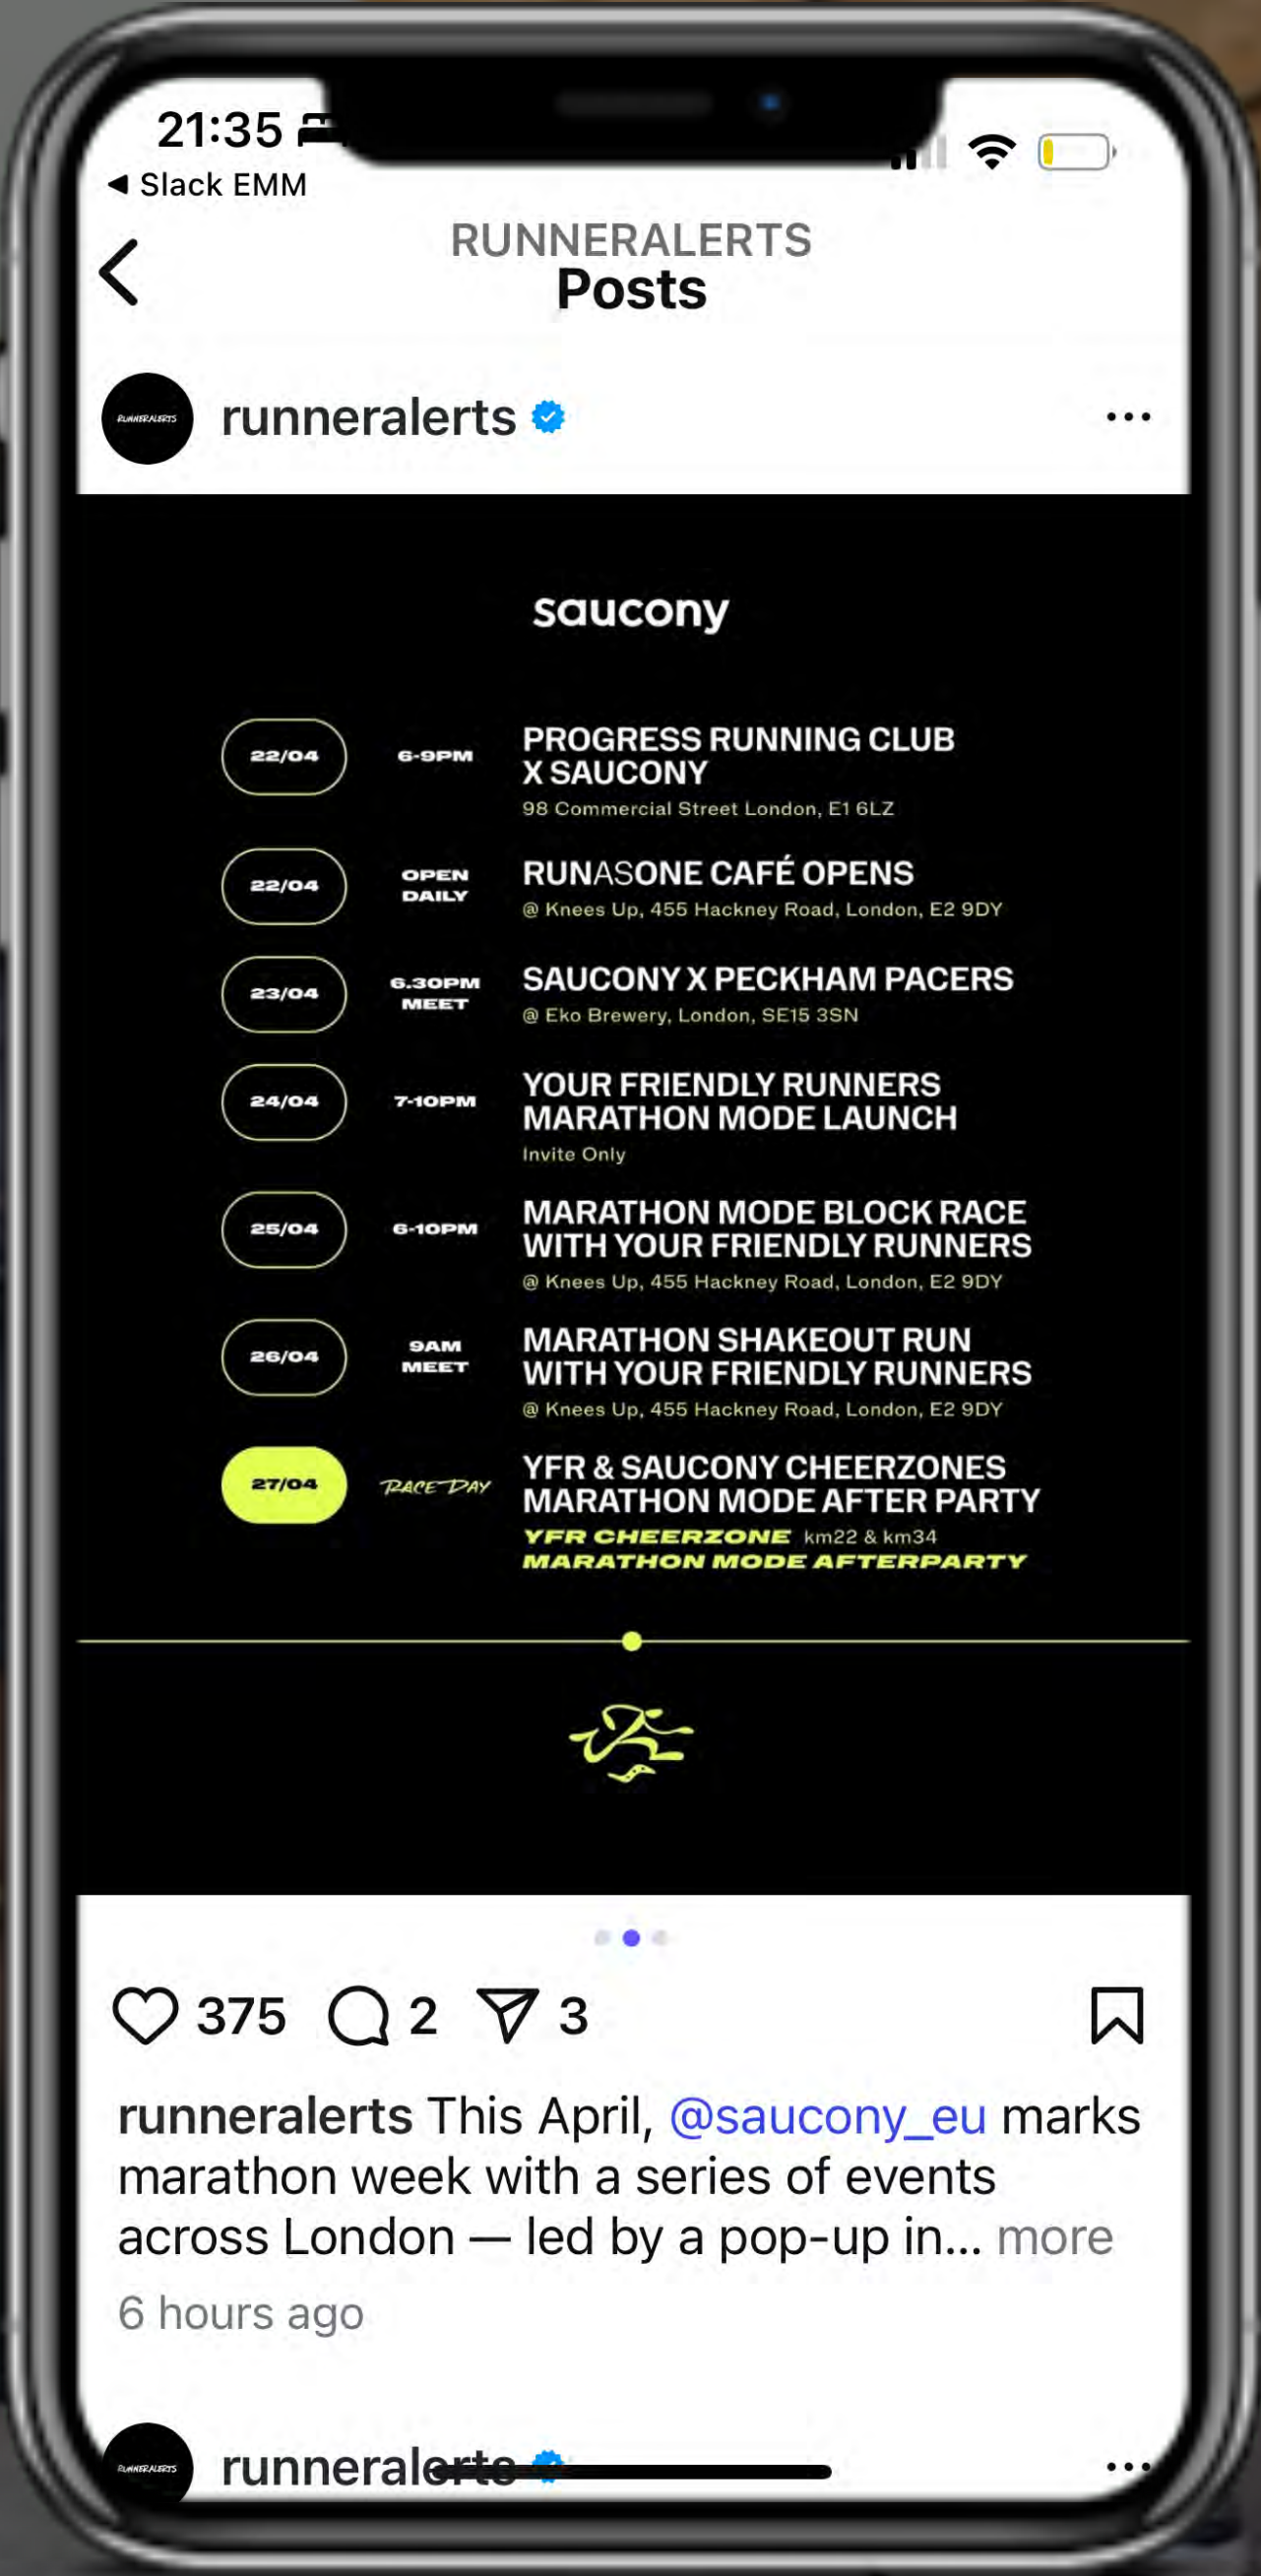 21:35
◀ Slack EMM
RUNNERALERTS
Posts
RUNNERALERTS
runneralerts
saucony
22/04
6-9PM
PROGRESS RUNNING CLUB
X SAUCONY
98 Commercial Street London, E1 6LZ
22/04
OPEN
DAILY
RUNASONE CAFÉ OPENS
@ Knees Up, 455 Hackney Road, London, E2 9DY
23/04
6.30PM
MEET
SAUCONY X PECKHAM PACERS
@ Eko Brewery, London, SE15 3SN
24/04
7-10PM
YOUR FRIENDLY RUNNERS
MARATHON MODE LAUNCH
Invite Only
25/04
6-10PM
MARATHON MODE BLOCK RACE
WITH YOUR FRIENDLY RUNNERS
@ Knees Up, 455 Hackney Road, London, E2 9DY
26/04
9AM
MEET
MARATHON SHAKEOUT RUN
WITH YOUR FRIENDLY RUNNERS
@ Knees Up, 455 Hackney Road, London, E2 9DY
27/04
RACE DAY
YFR & SAUCONY CHEERZONES
MARATHON MODE AFTER PARTY
YFR CHEERZONE km22 & km34
MARATHON MODE AFTERPARTY
375 2 3
runneralerts This April, @saucony_eu marks
marathon week with a series of events
across London — led by a pop-up in... more
6 hours ago
RUNNERALERTS
runneralerts